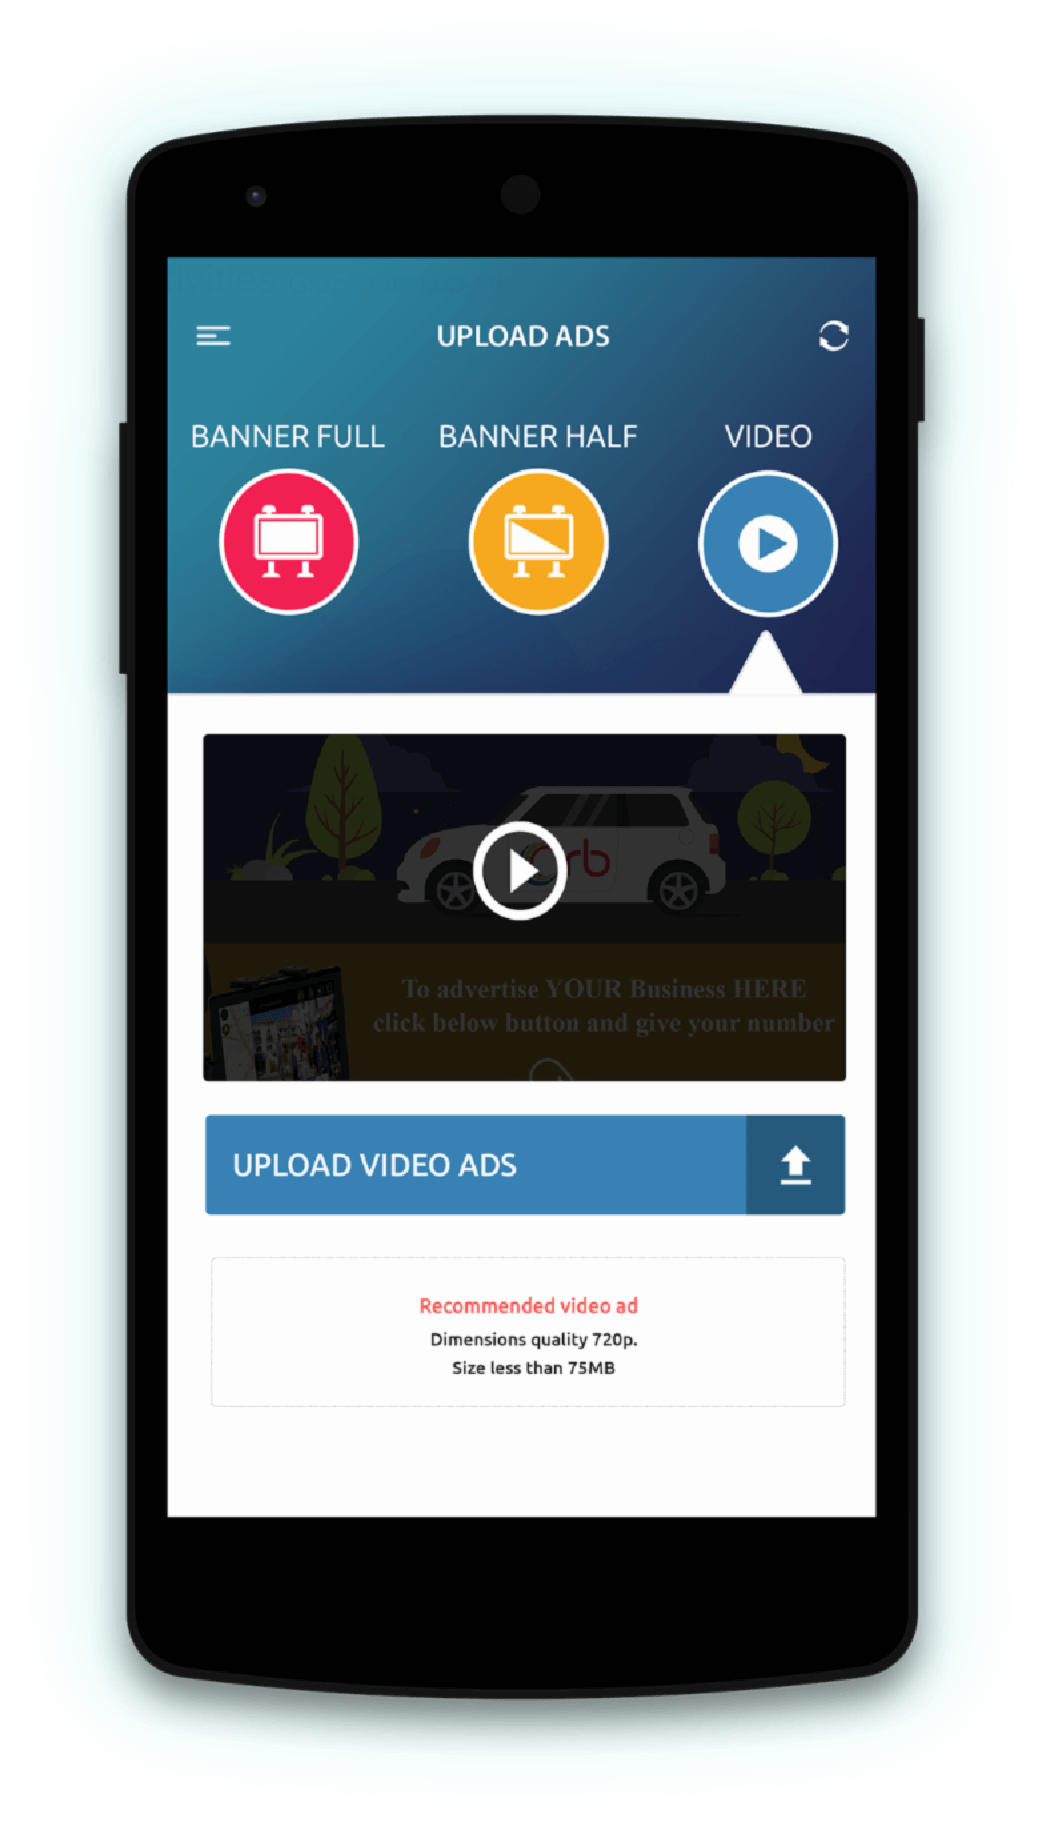 UPLOAD ADS
BANNER FULL
BANNER HALF
VIDEO
orb
To advertise YOUR Business HERE
click below button and give your number
UPLOAD VIDEO ADS
Recommended video ad
Dimensions quality 720p.
Size less than 75MB